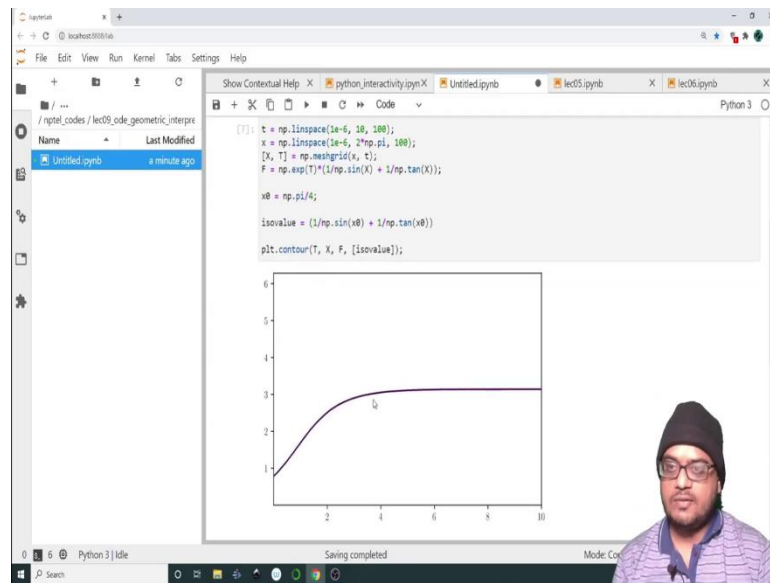 JupyterLab
localhost:8888/lab
File Edit View Run Kernel Tabs Settings Help
Show Contextual Help python_interactivity.ipyn Untitled.ipynb lec05.ipynb lec06.ipynb
Code Python 3
/ ...
/ nptel_codes / lec09_ode_geometric_interpre
Name Last Modified
Untitled.ipynb a minute ago
[7]: t = np.linspace(1e-6, 10, 100);
x = np.linspace(1e-6, 2*np.pi, 100);
[X, T] = np.meshgrid(x, t);
F = np.exp(T)*(1/np.sin(X) + 1/np.tan(X));
x0 = np.pi/4;
isovalue = (1/np.sin(x0) + 1/np.tan(x0))
plt.contour(T, X, F, [isovalue]);
6
5
4
3
2
1
2 4 6 8 10
0 6 Python 3 | Idle Saving completed Mode: Co
Search